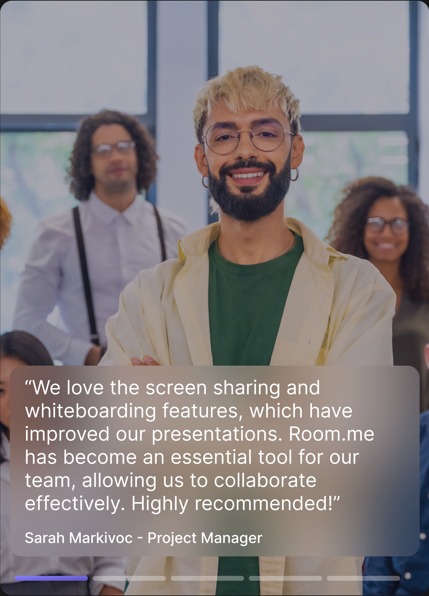 “We love the screen sharing and
whiteboarding features, which have
improved our presentations. Room.me
has become an essential tool for our
team, allowing us to collaborate
effectively. Highly recommended!”
Sarah Markivoc - Project Manager